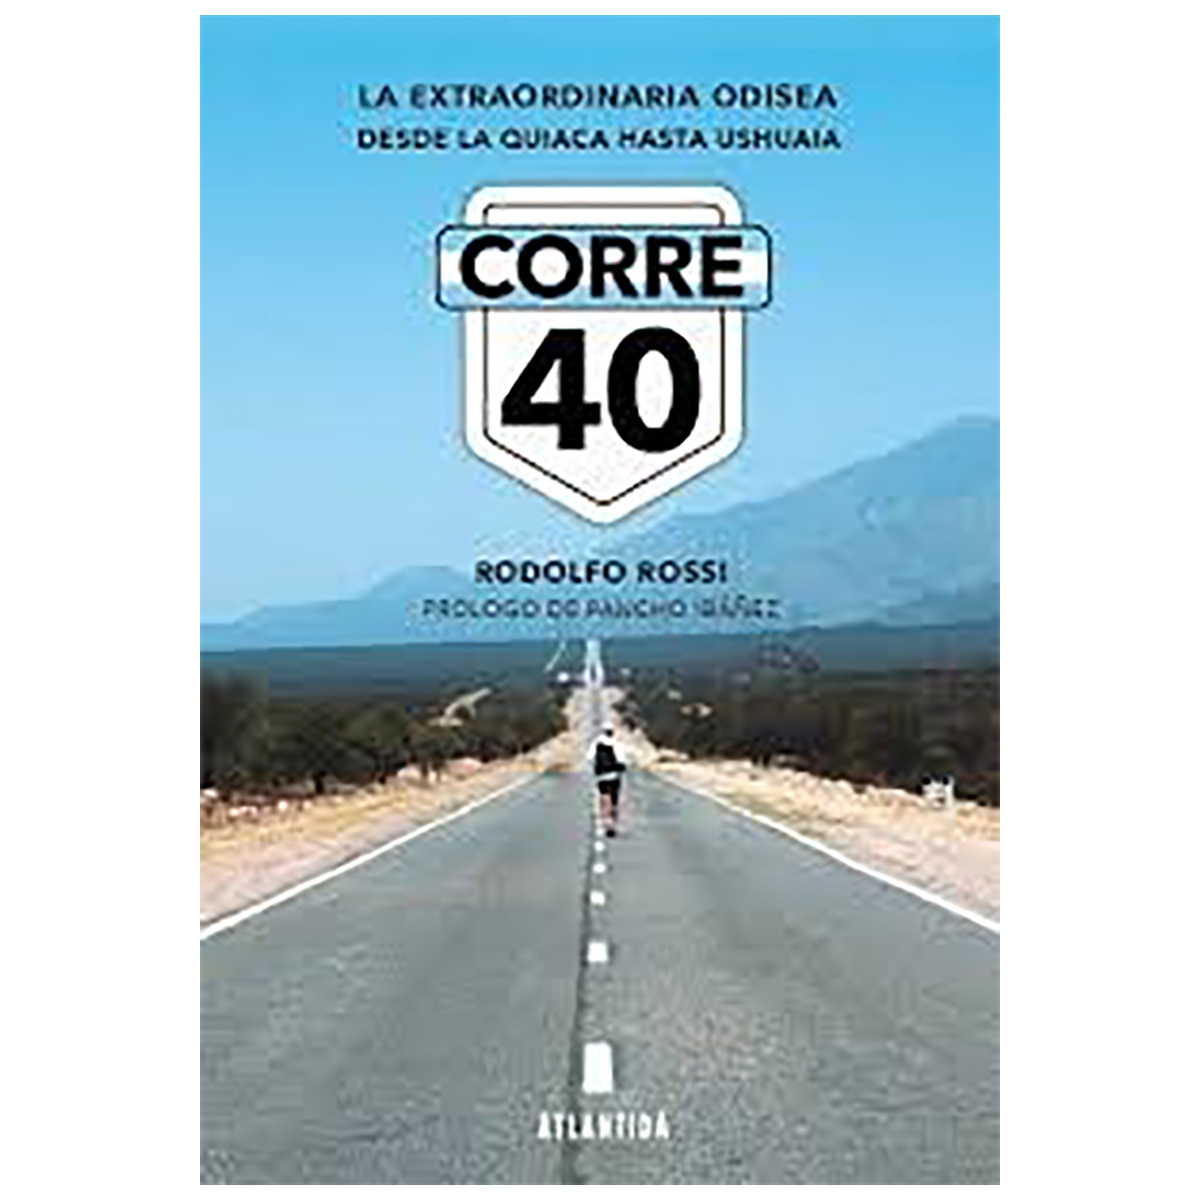 LA EXTRAORDINARIA ODISEA
DESDE LA QUIACA HASTA USHUAIA
CORRE
40
RODOLFO ROSSI
PRÓLOGO DE PANCHO IBÁÑEZ
ATLANTIDA